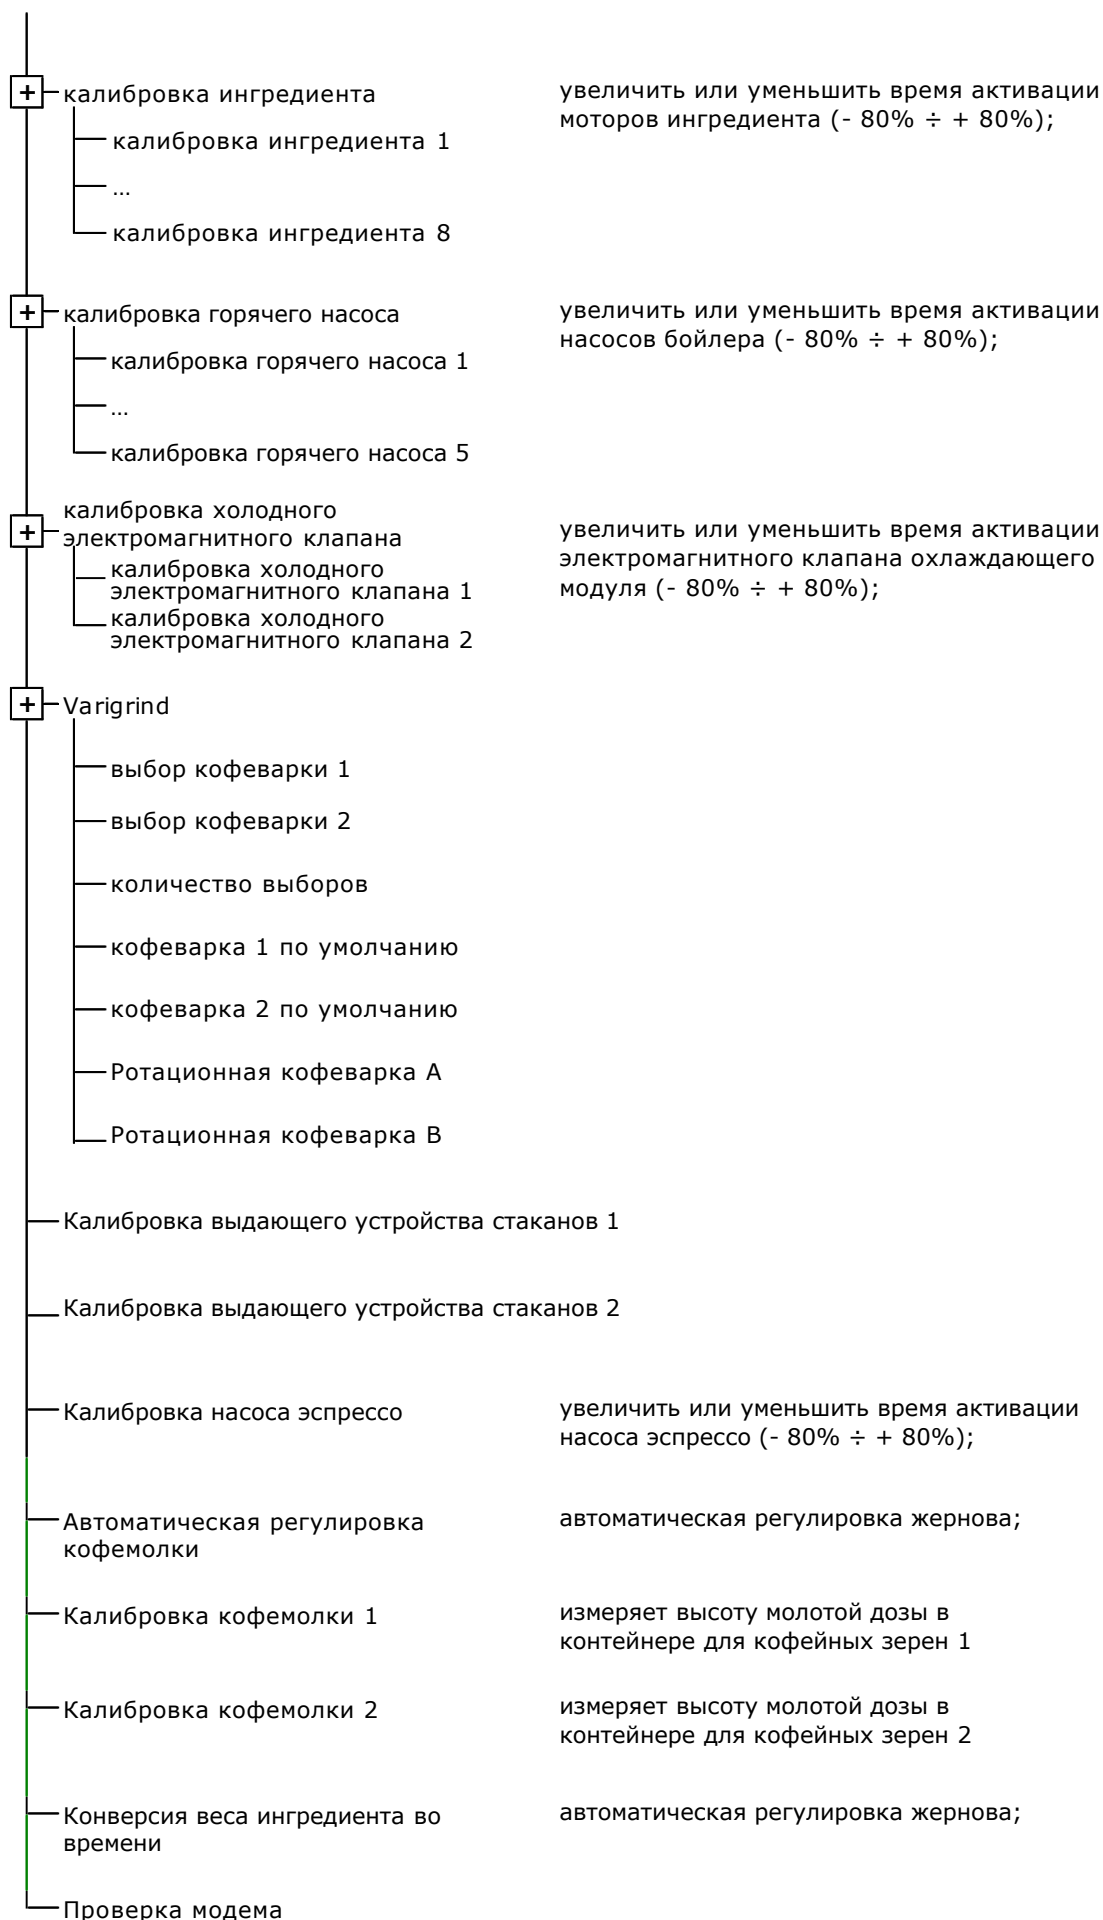 + калибровка ингредиента
увеличить или уменьшить время активации
моторов ингредиента (- 80% ÷ + 80%);
калибровка ингредиента 1
…
калибровка ингредиента 8
+ калибровка горячего насоса
увеличить или уменьшить время активации
насосов бойлера (- 80% ÷ + 80%);
калибровка горячего насоса 1
…
калибровка горячего насоса 5
калибровка холодного
+ электромагнитного клапана
увеличить или уменьшить время активации
электромагнитного клапана охлаждающего
модуля (- 80% ÷ + 80%);
калибровка холодного
электромагнитного клапана 1
калибровка холодного
электромагнитного клапана 2
+ Varigrind
выбор кофеварки 1
выбор кофеварки 2
количество выборов
кофеварка 1 по умолчанию
кофеварка 2 по умолчанию
Ротационная кофеварка A
Ротационная кофеварка B
Калибровка выдающего устройства стаканов 1
Калибровка выдающего устройства стаканов 2
Калибровка насоса эспрессо
увеличить или уменьшить время активации
насоса эспрессо (- 80% ÷ + 80%);
Автоматическая регулировка
кофемолки
автоматическая регулировка жернова;
Калибровка кофемолки 1
измеряет высоту молотой дозы в
контейнере для кофейных зерен 1
Калибровка кофемолки 2
измеряет высоту молотой дозы в
контейнере для кофейных зерен 2
Конверсия веса ингредиента во
времени
автоматическая регулировка жернова;
Проверка модема